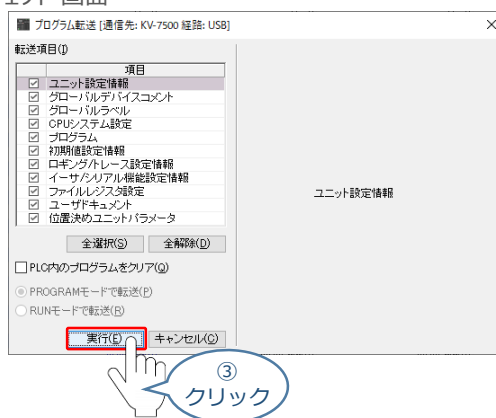 プログラム転送 [通信先: KV-7500 経路: USB]
転送項目(I)
項目
ユニット設定情報
グローバルデバイスコメント
グローバルラベル
CPUシステム設定
プログラム
初期値設定情報
ロギング/トレース設定情報
イーサ/シリアル機能設定情報
ファイルレジスタ設定
ユーザドキュメント
位置決めユニットパラメータ
ユニット設定情報
全選択(S) 全解除(D)
PLC内のプログラムをクリア(Q)
PROGRAMモードで転送(P)
RUNモードで転送(R)
実行(E) キャンセル(C)
③
クリック